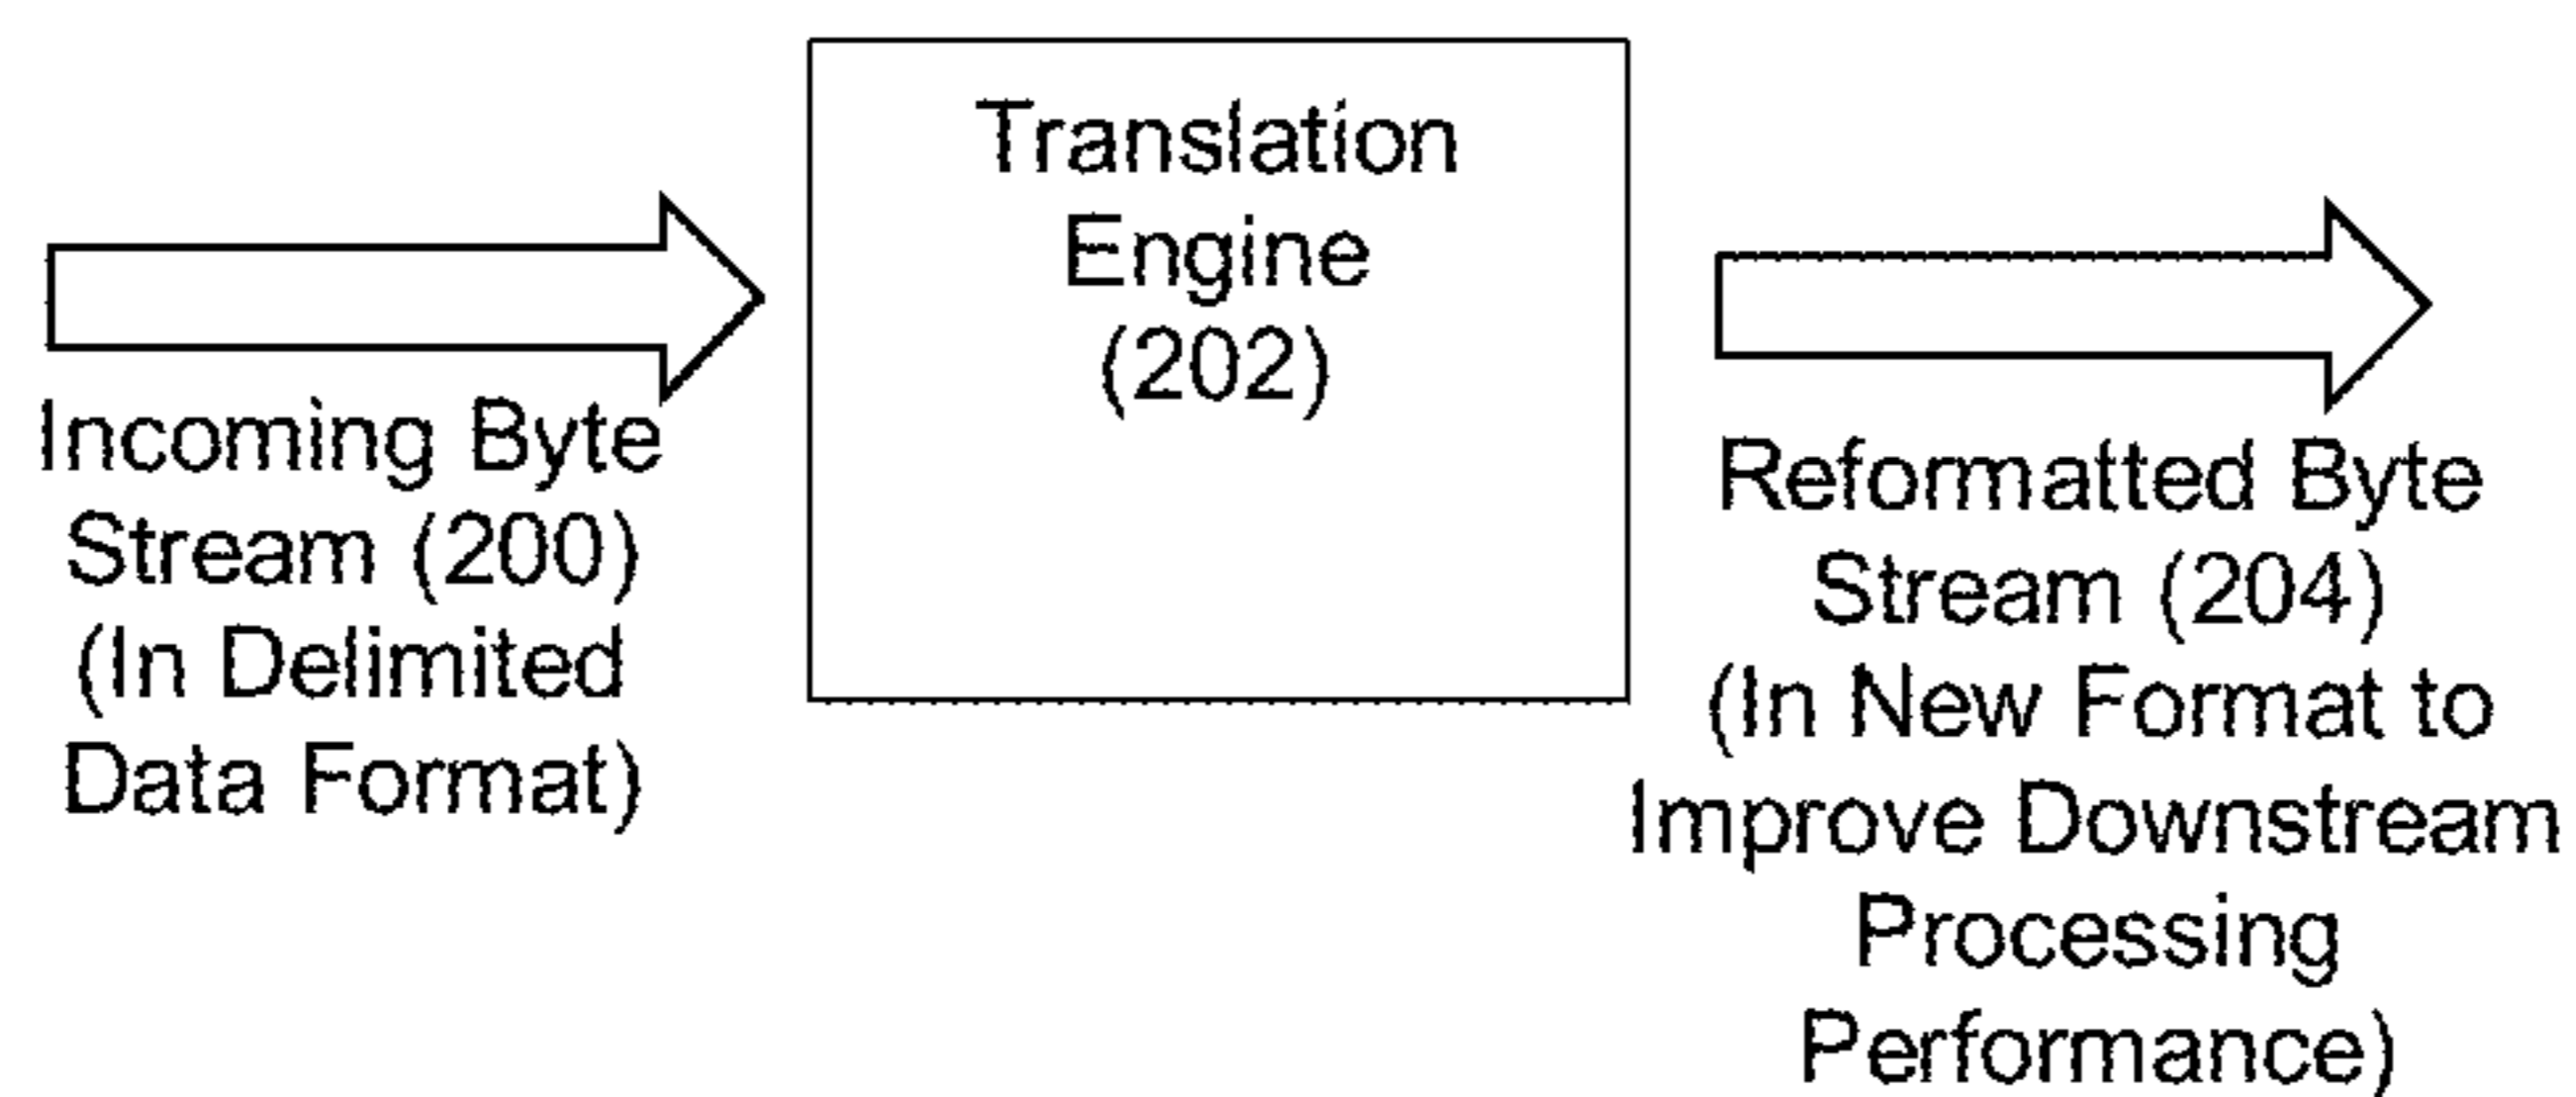 Translation
Engine
(202)
Incoming Byte
Stream (200)
(In Delimited
Data Format)
Reformatted Byte
Stream (204)
(In New Format to
Improve Downstream
Processing
Performance)